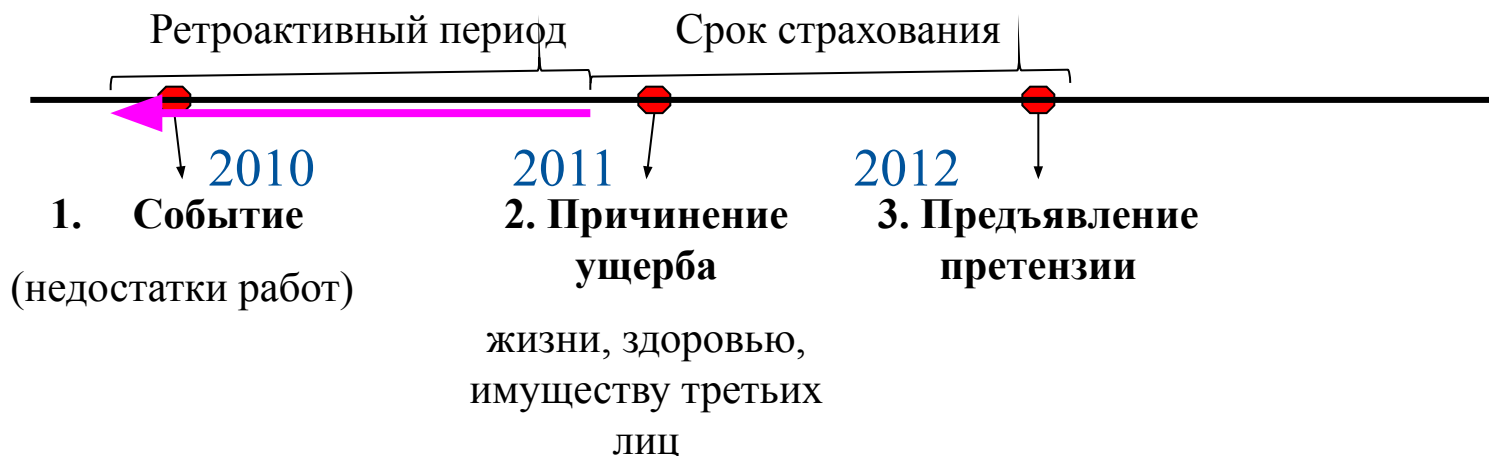 Ретроактивный период
Срок страхования
2010
2011
2012
1. Событие
(недостатки работ)
2. Причинение
ущерба
жизни, здоровью,
имуществу третьих
лиц
3. Предъявление
претензии